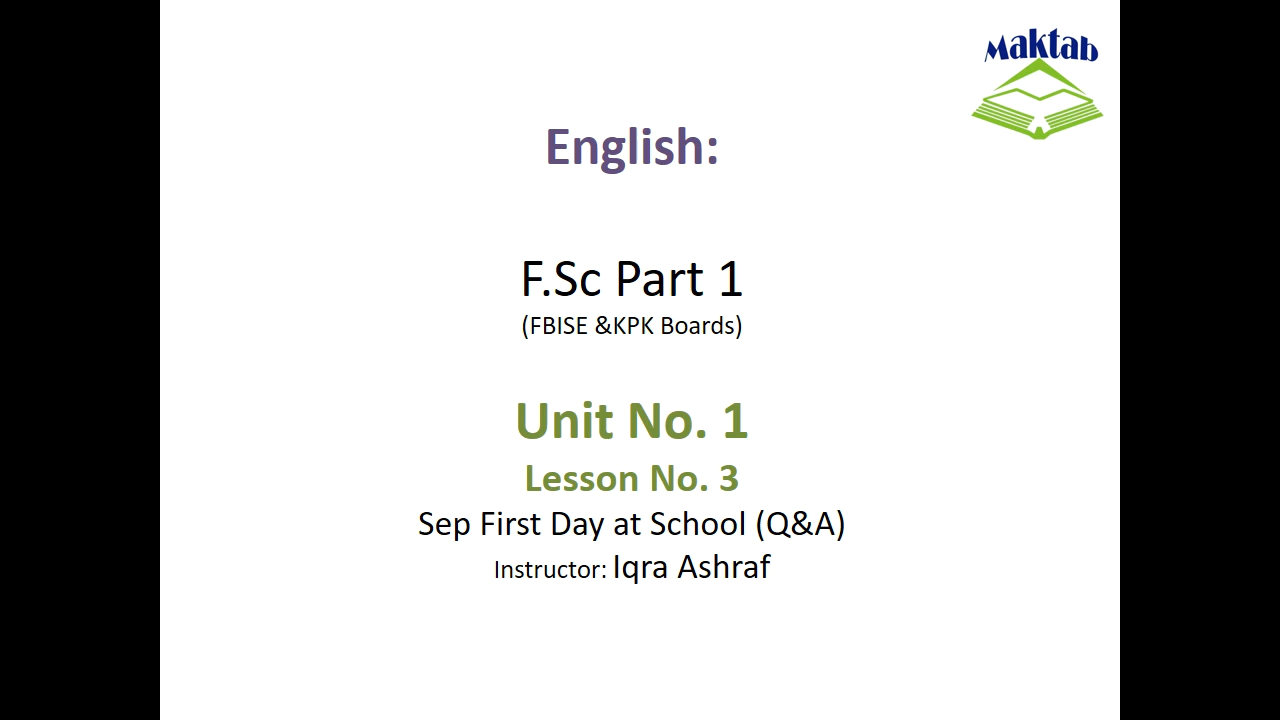 Maktab
English:
F.Sc Part 1
(FBISE &KPK Boards)
Unit No. 1
Lesson No. 3
Sep First Day at School (Q&A)
Instructor: Iqra Ashraf